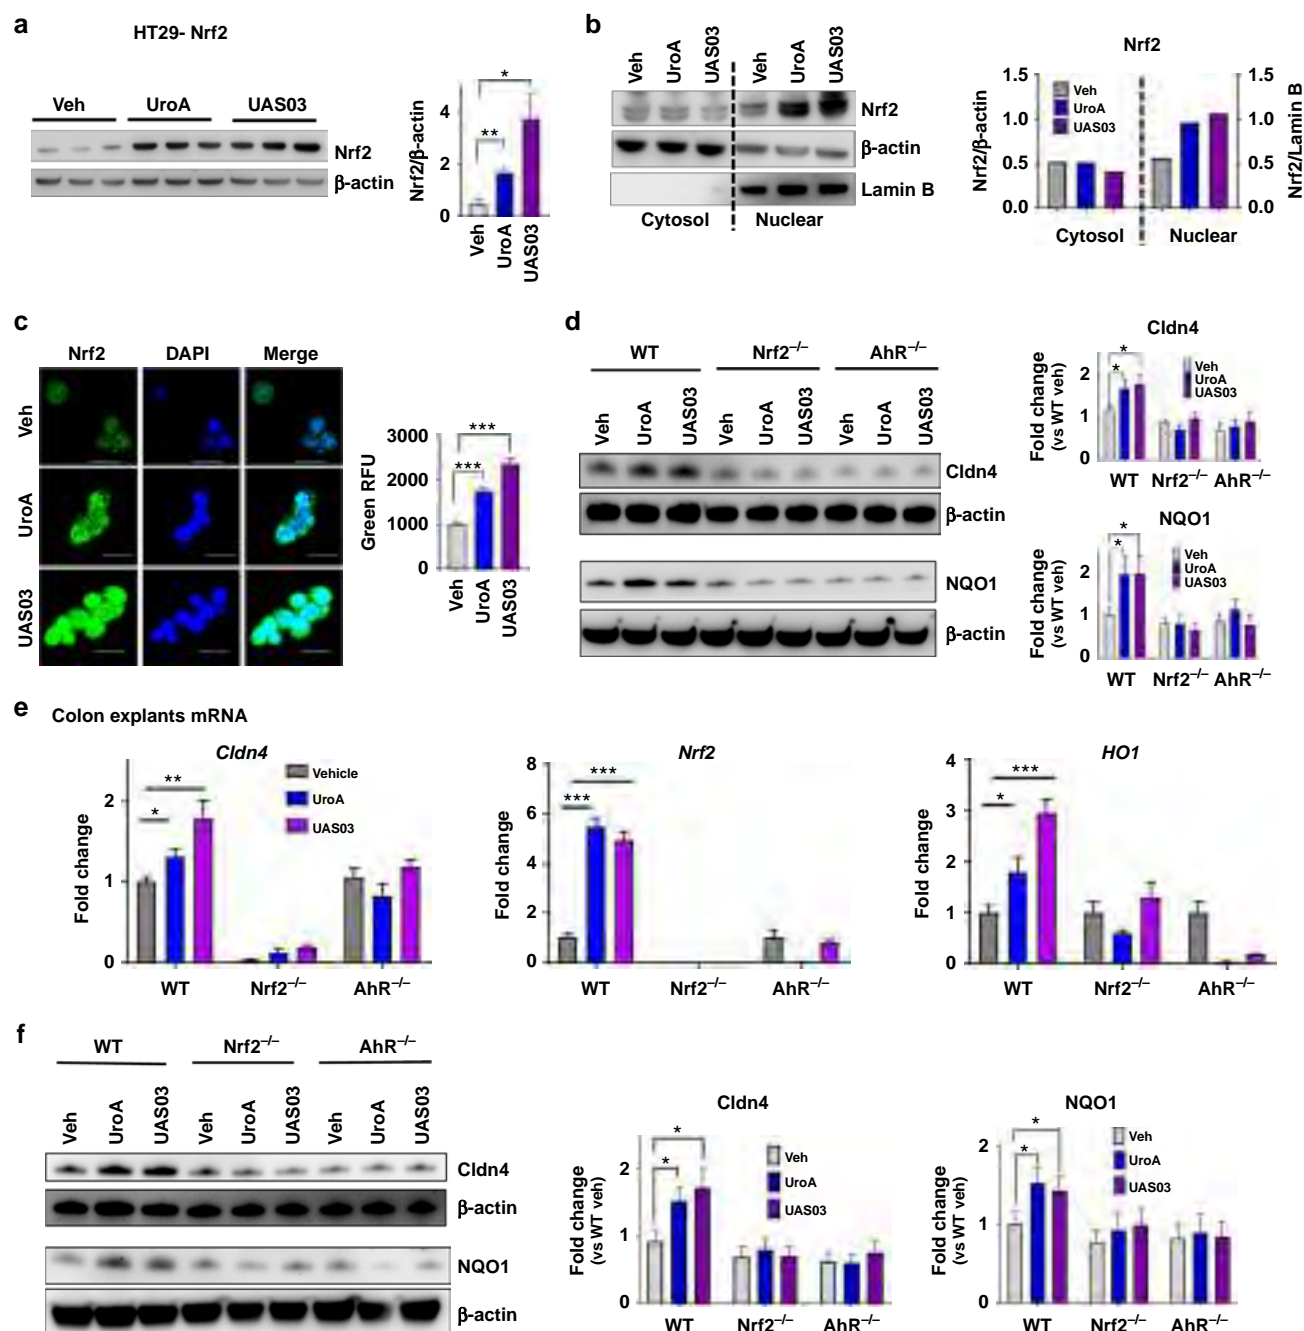 a
HT29- Nrf2
Veh UroA UAS03
Nrf2
β-actin
Nrf2/β-actin
4
2
0
*
**
Veh UroA UAS03
b
Veh UroA UAS03 Veh UroA UAS03
Nrf2
β-actin
Lamin B
Cytosol Nuclear
Nrf2
Nrf2/β-actin
1.5
1.0
0.5
0.0
Veh
UroA
UAS03
1.5
1.0
0.5
0.0
Nrf2/Lamin B
Cytosol Nuclear
c
Nrf2 DAPI Merge
Veh
UroA
UAS03
Green RFU
3000
2000
1000
0
***
***
Veh UroA UAS03
d
WT Nrf2–/– AhR–/–
Veh UroA UAS03 Veh UroA UAS03 Veh UroA UAS03
Cldn4
β-actin
NQO1
β-actin
Cldn4
Fold change
(vs WT veh)
2
1
0
*
*
Veh
UroA
UAS03
WT Nrf2–/– AhR–/–
NQO1
Fold change
(vs WT veh)
2
1
0
*
*
Veh
UroA
UAS03
WT Nrf2–/– AhR–/–
e
Colon explants mRNA
Cldn4
Fold change
2
1
0
**
*
Vehicle
UroA
UAS03
WT Nrf2–/– AhR–/–
Nrf2
Fold change
8
6
4
2
0
***
***
WT Nrf2–/– AhR–/–
HO1
Fold change
4
3
2
1
0
***
*
WT Nrf2–/– AhR–/–
f
WT Nrf2–/– AhR–/–
Veh UroA UAS03 Veh UroA UAS03 Veh UroA UAS03
Cldn4
β-actin
NQO1
β-actin
Cldn4
Fold change
(vs WT veh)
2
1
0
*
*
Veh
UroA
UAS03
WT Nrf2–/– AhR–/–
NQO1
Fold change
(vs WT veh)
2
1
0
*
*
Veh
UroA
UAS03
WT Nrf2–/– AhR–/–